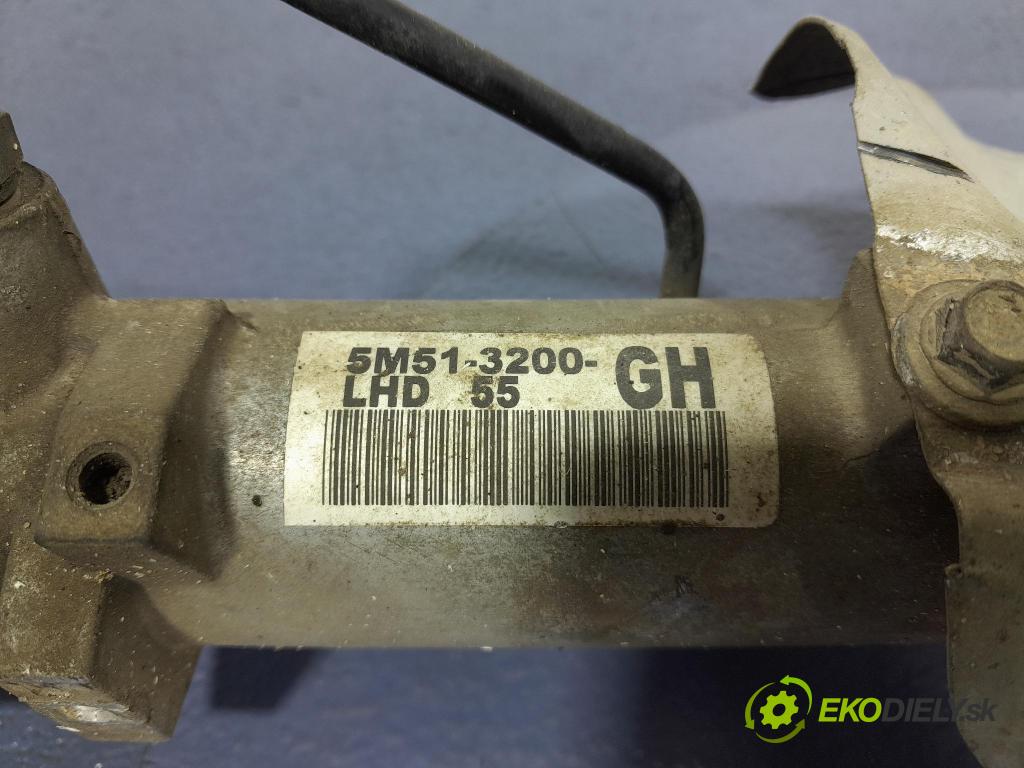 5M51-3200-
LHD 55
GH
EKODIELY.sk